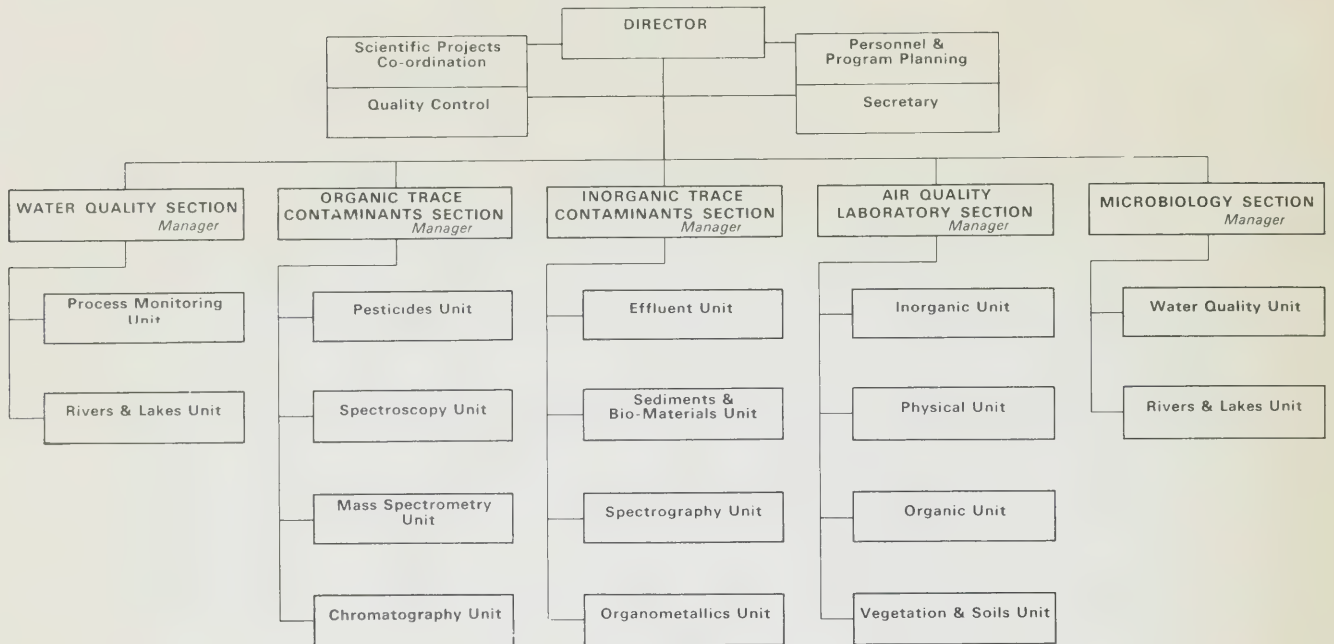 DIRECTOR
Scientific Projects
Co-ordination
Personnel &
Program Planning
Quality Control
Secretary
WATER QUALITY SECTION
Manager
ORGANIC TRACE
CONTAMINANTS SECTION
Manager
INORGANIC TRACE
CONTAMINANTS SECTION
Manager
AIR QUALITY
LABORATORY SECTION
Manager
MICROBIOLOGY SECTION
Manager
Process Monitoring
Unit
Rivers & Lakes Unit
Pesticides Unit
Spectroscopy Unit
Mass Spectrometry
Unit
Chromatography Unit
Effluent Unit
Sediments &
Bio-Materials Unit
Spectrography Unit
Organometallics Unit
Inorganic Unit
Physical Unit
Organic Unit
Vegetation & Soils Unit
Water Quality Unit
Rivers & Lakes Unit